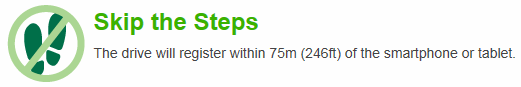 Skip the Steps
The drive will register within 75m (246ft) of the smartphone or tablet.